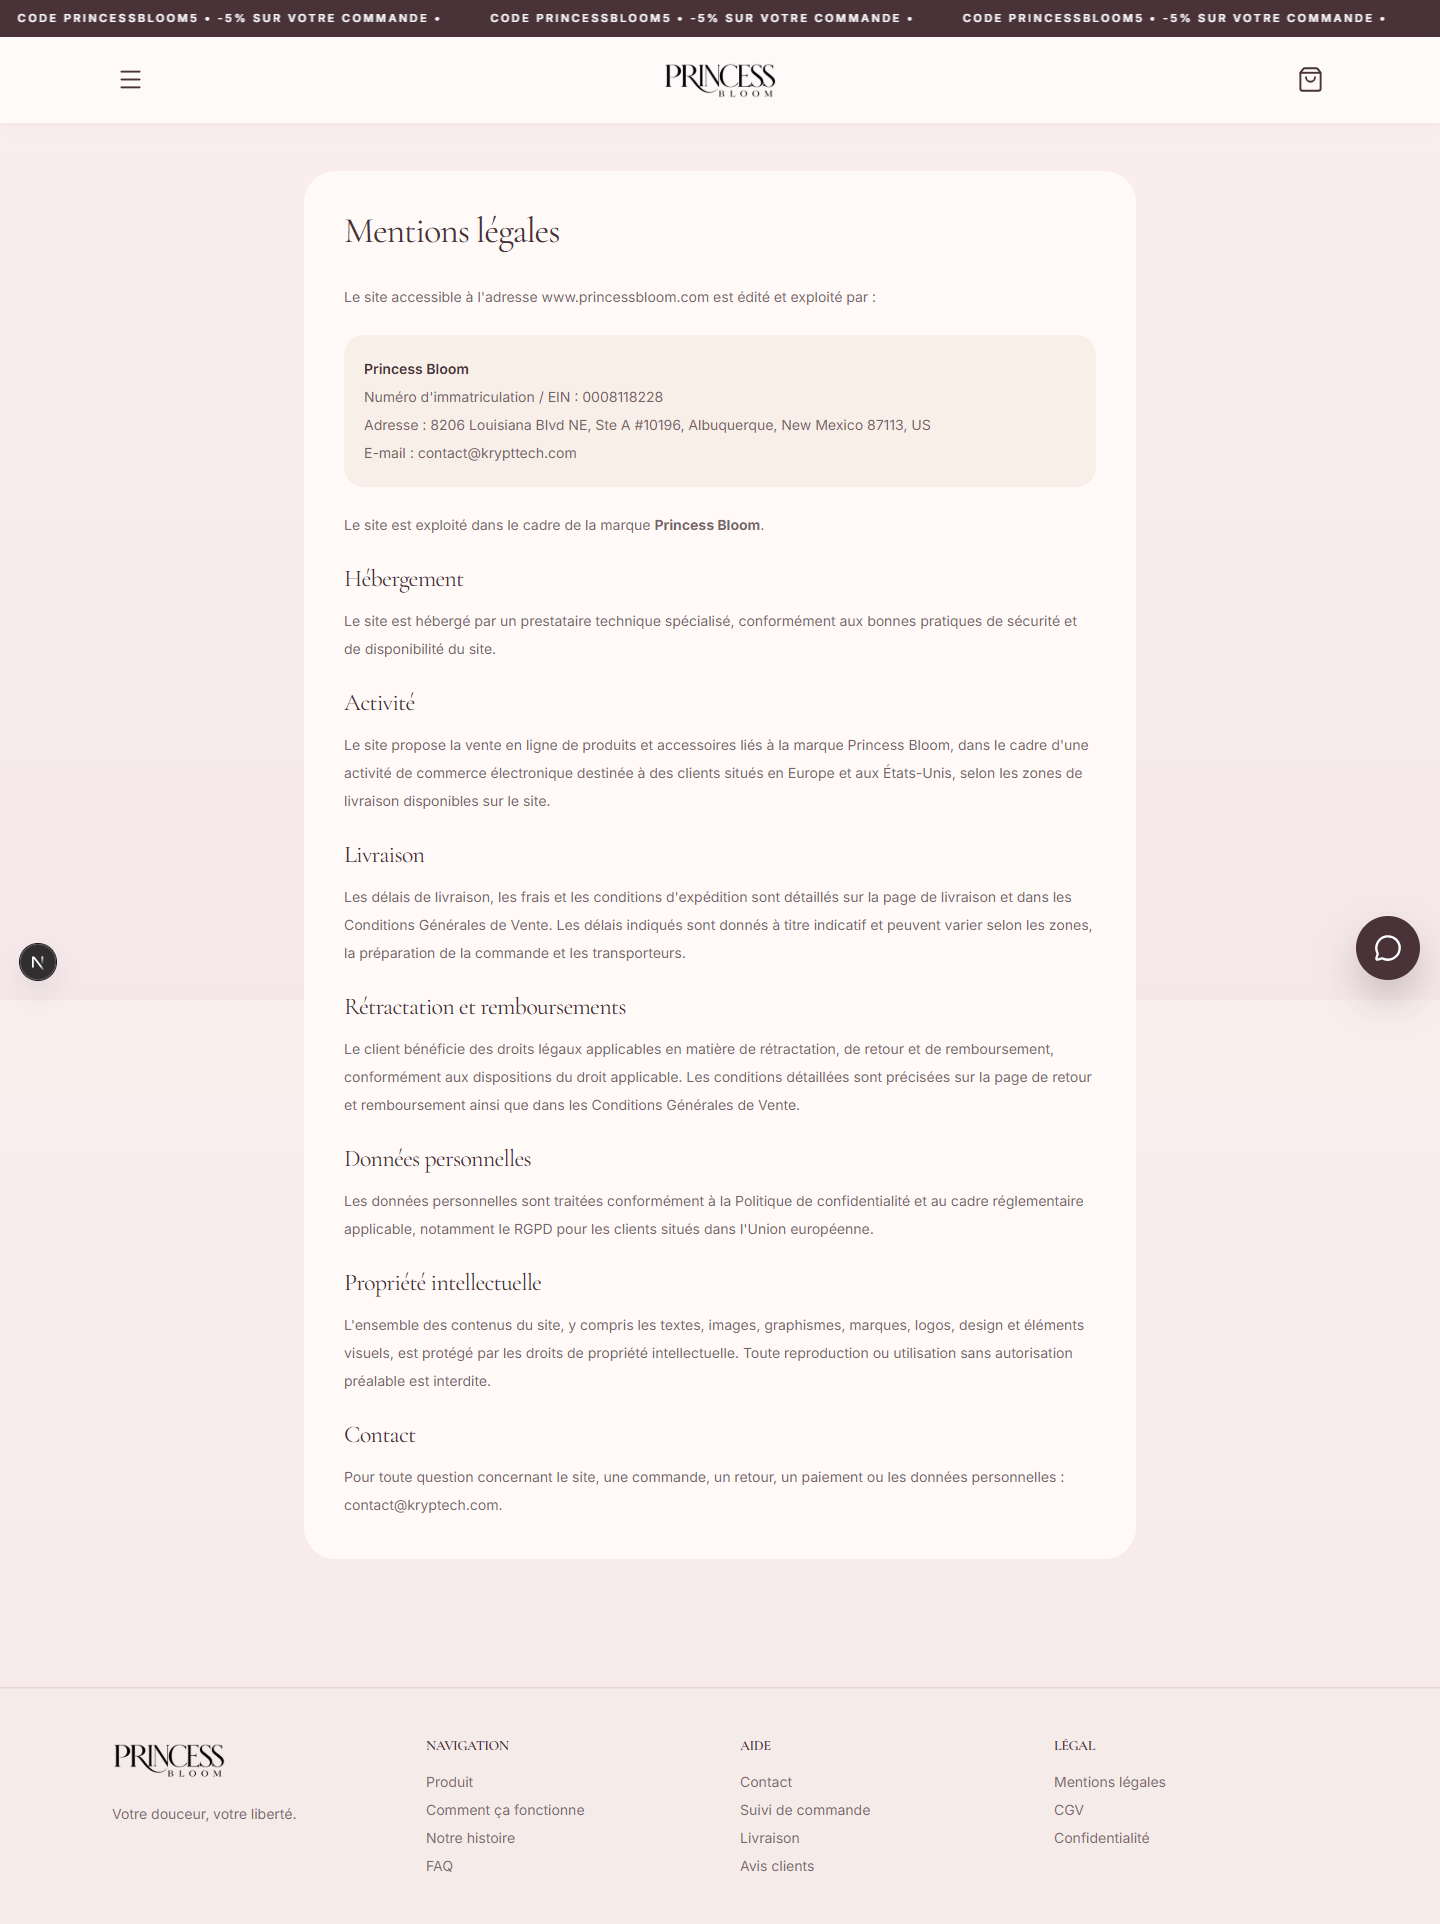 CODE PRINCESSBLOOM5 • -5% SUR VOTRE COMMANDE • CODE PRINCESSBLOOM5 • -5% SUR VOTRE COMMANDE • CODE PRINCESSBLOOM5 • -5% SUR VOTRE COMMANDE •
PRINCESS
BLOOM
Mentions légales
Le site accessible à l'adresse www.princessbloom.com est édité et exploité par :
Princess Bloom
Numéro d'immatriculation / EIN : 0008118228
Adresse : 8206 Louisiana Blvd NE, Ste A #10196, Albuquerque, New Mexico 87113, US
E-mail : contact@krypttech.com
Le site est exploité dans le cadre de la marque Princess Bloom.
Hébergement
Le site est hébergé par un prestataire technique spécialisé, conformément aux bonnes pratiques de sécurité et
de disponibilité du site.
Activité
Le site propose la vente en ligne de produits et accessoires liés à la marque Princess Bloom, dans le cadre d'une
activité de commerce électronique destinée à des clients situés en Europe et aux États-Unis, selon les zones de
livraison disponibles sur le site.
Livraison
Les délais de livraison, les frais et les conditions d'expédition sont détaillés sur la page de livraison et dans les
Conditions Générales de Vente. Les délais indiqués sont donnés à titre indicatif et peuvent varier selon les zones,
la préparation de la commande et les transporteurs.
Rétractation et remboursements
Le client bénéficie des droits légaux applicables en matière de rétractation, de retour et de remboursement,
conformément aux dispositions du droit applicable. Les conditions détaillées sont précisées sur la page de retour
et remboursement ainsi que dans les Conditions Générales de Vente.
Données personnelles
Les données personnelles sont traitées conformément à la Politique de confidentialité et au cadre réglementaire
applicable, notamment le RGPD pour les clients situés dans l'Union européenne.
Propriété intellectuelle
L'ensemble des contenus du site, y compris les textes, images, graphismes, marques, logos, design et éléments
visuels, est protégé par les droits de propriété intellectuelle. Toute reproduction ou utilisation sans autorisation
préalable est interdite.
Contact
Pour toute question concernant le site, une commande, un retour, un paiement ou les données personnelles :
contact@kryptech.com.
N
PRINCESS
BLOOM
Votre douceur, votre liberté.
NAVIGATION
Produit
Comment ça fonctionne
Notre histoire
FAQ
AIDE
Contact
Suivi de commande
Livraison
Avis clients
LÉGAL
Mentions légales
CGV
Confidentialité